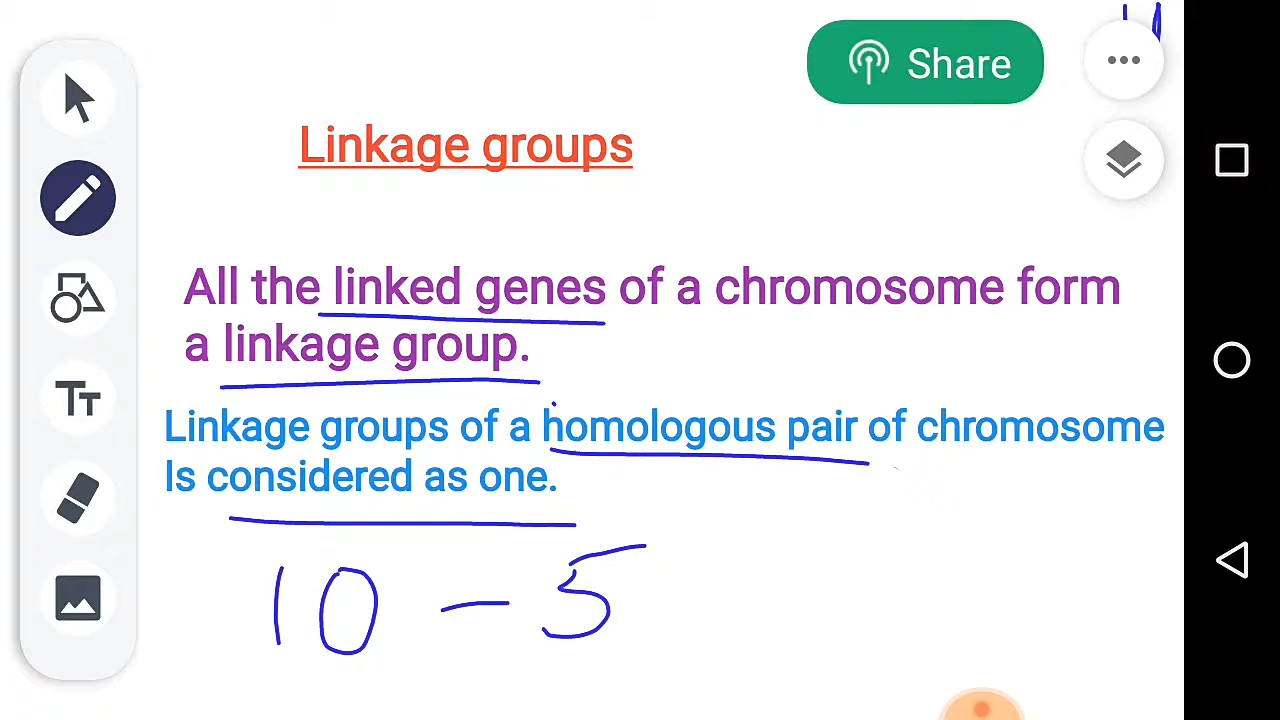 Share
Linkage groups
All the linked genes of a chromosome form
a linkage group.
Linkage groups of a homologous pair of chromosome
Is considered as one.
10 - 5
TT